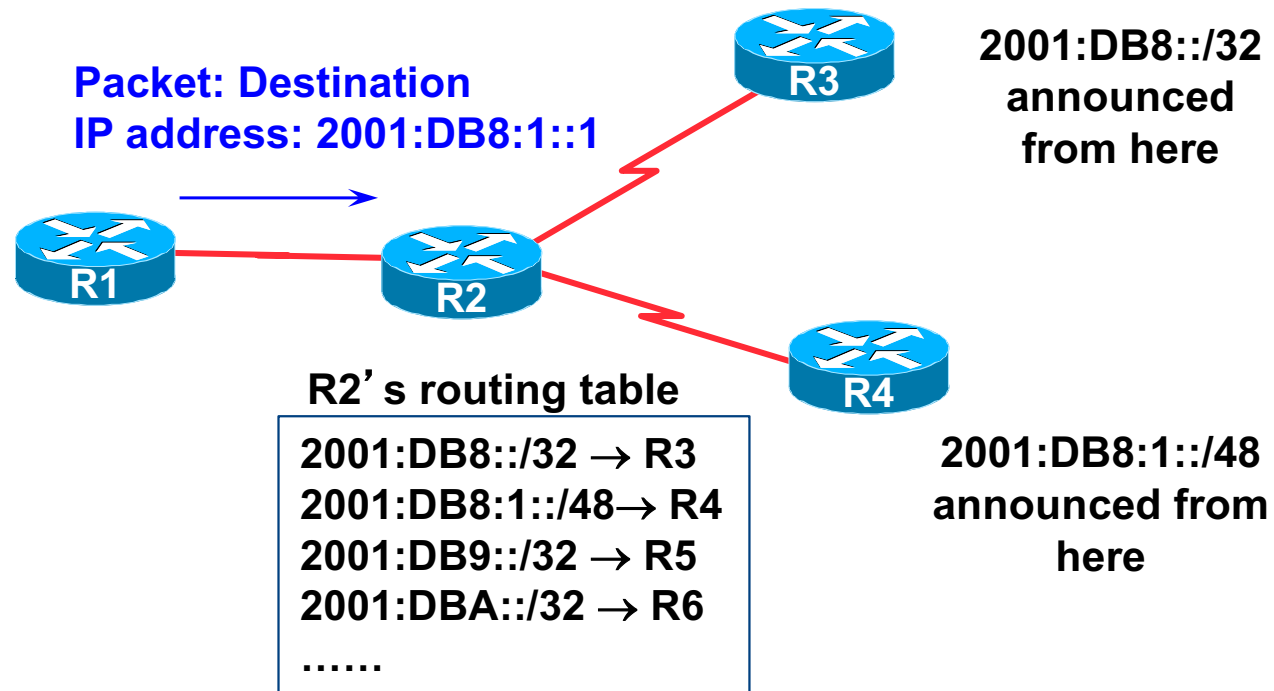 Packet: Destination
IP address: 2001:DB8:1::1
R3
2001:DB8::/32
announced
from here
R1
R2
R4
R2’s routing table
2001:DB8::/32 → R3
2001:DB8:1::/48→ R4
2001:DB9::/32 → R5
2001:DBA::/32 → R6
……
2001:DB8:1::/48
announced from
here